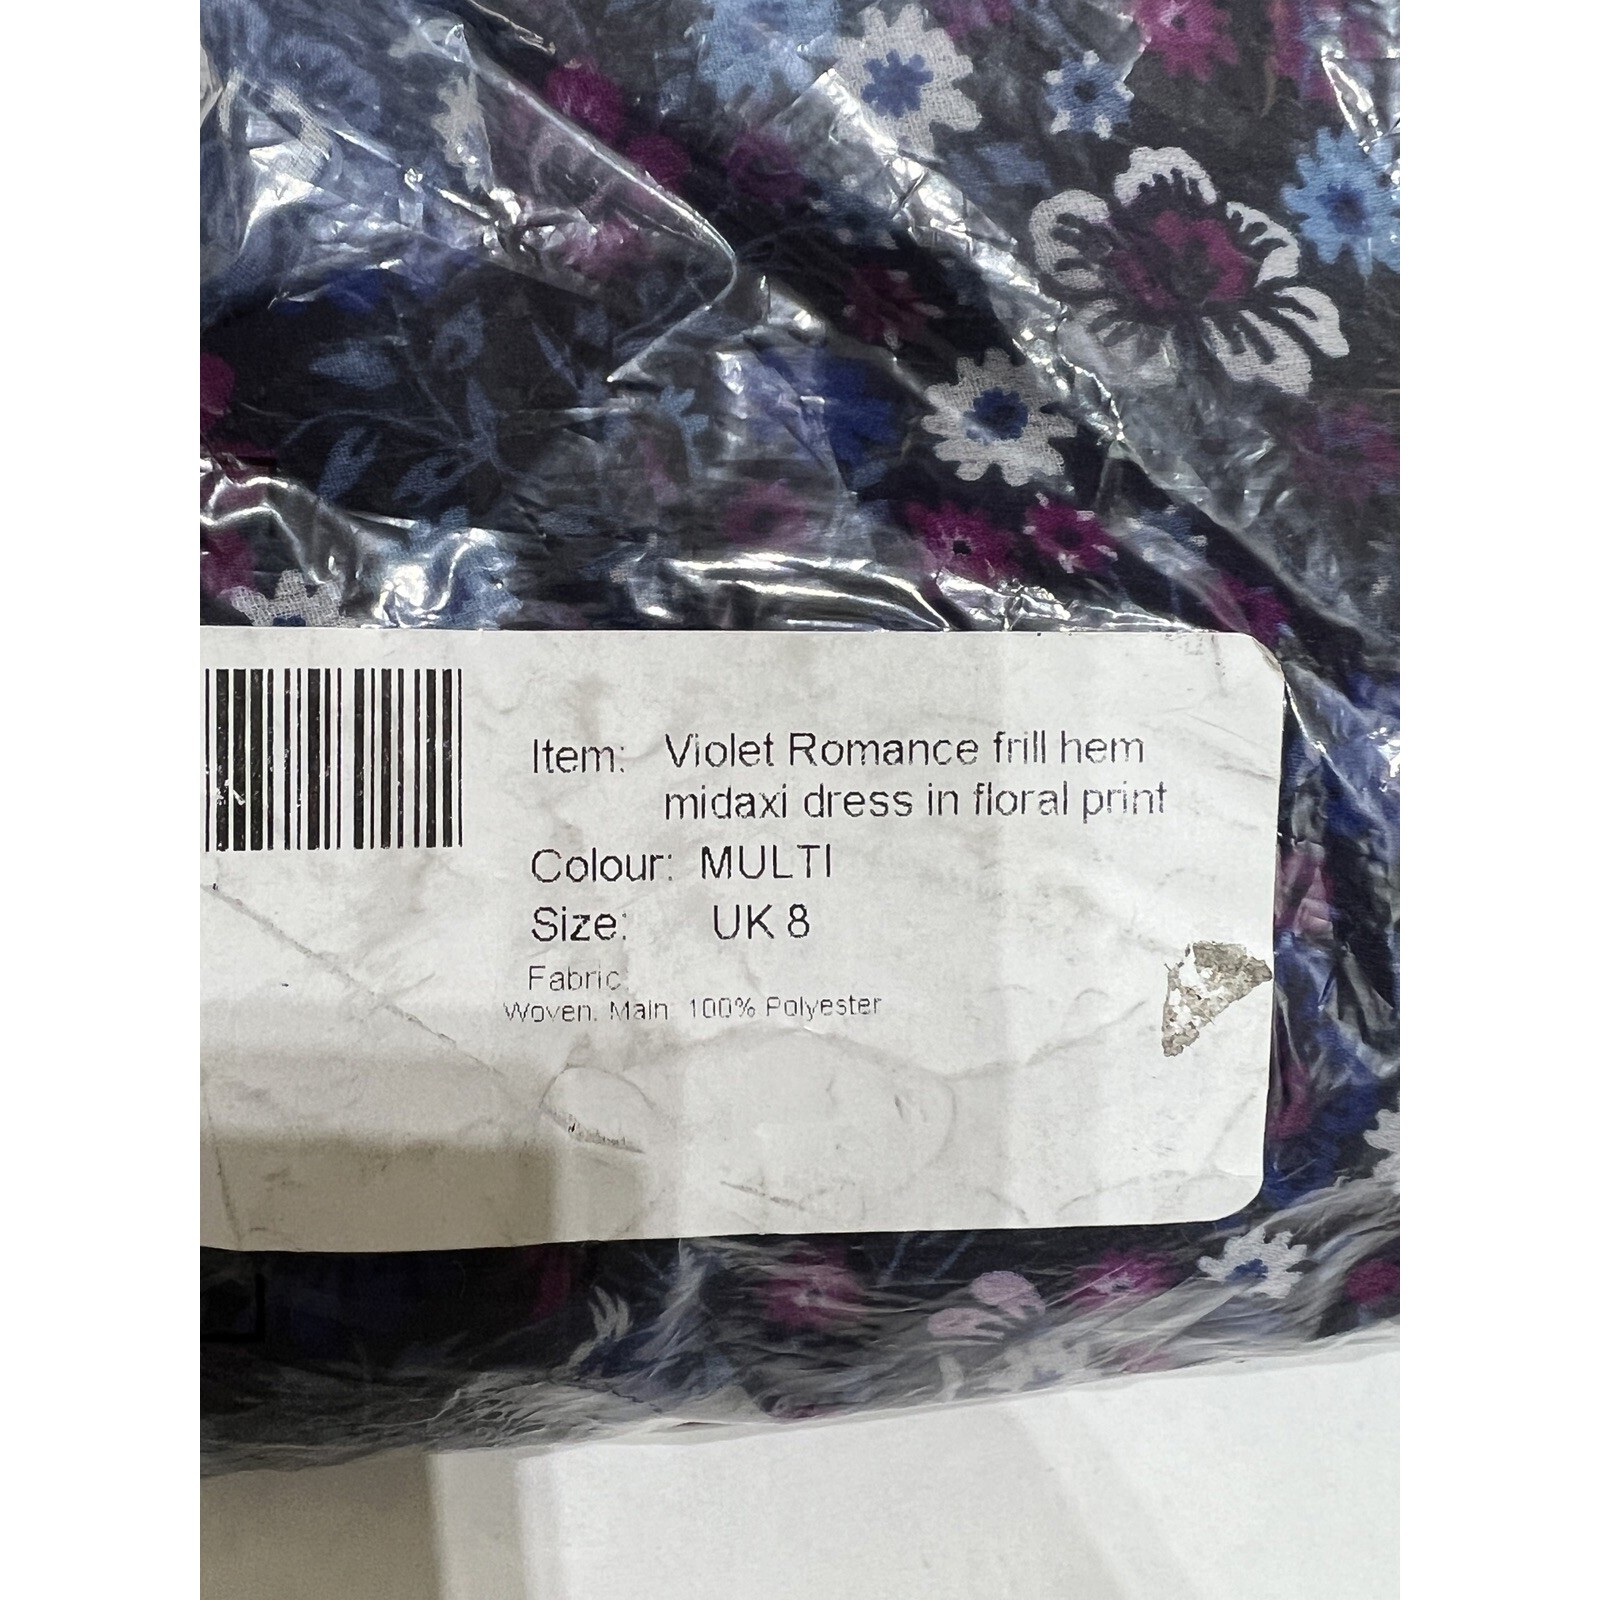 Item: Violet Romance frill hem
midaxi dress in floral print
Colour: MULTI
Size: UK 8
Fabric:
Woven. Main: 100% Polyester